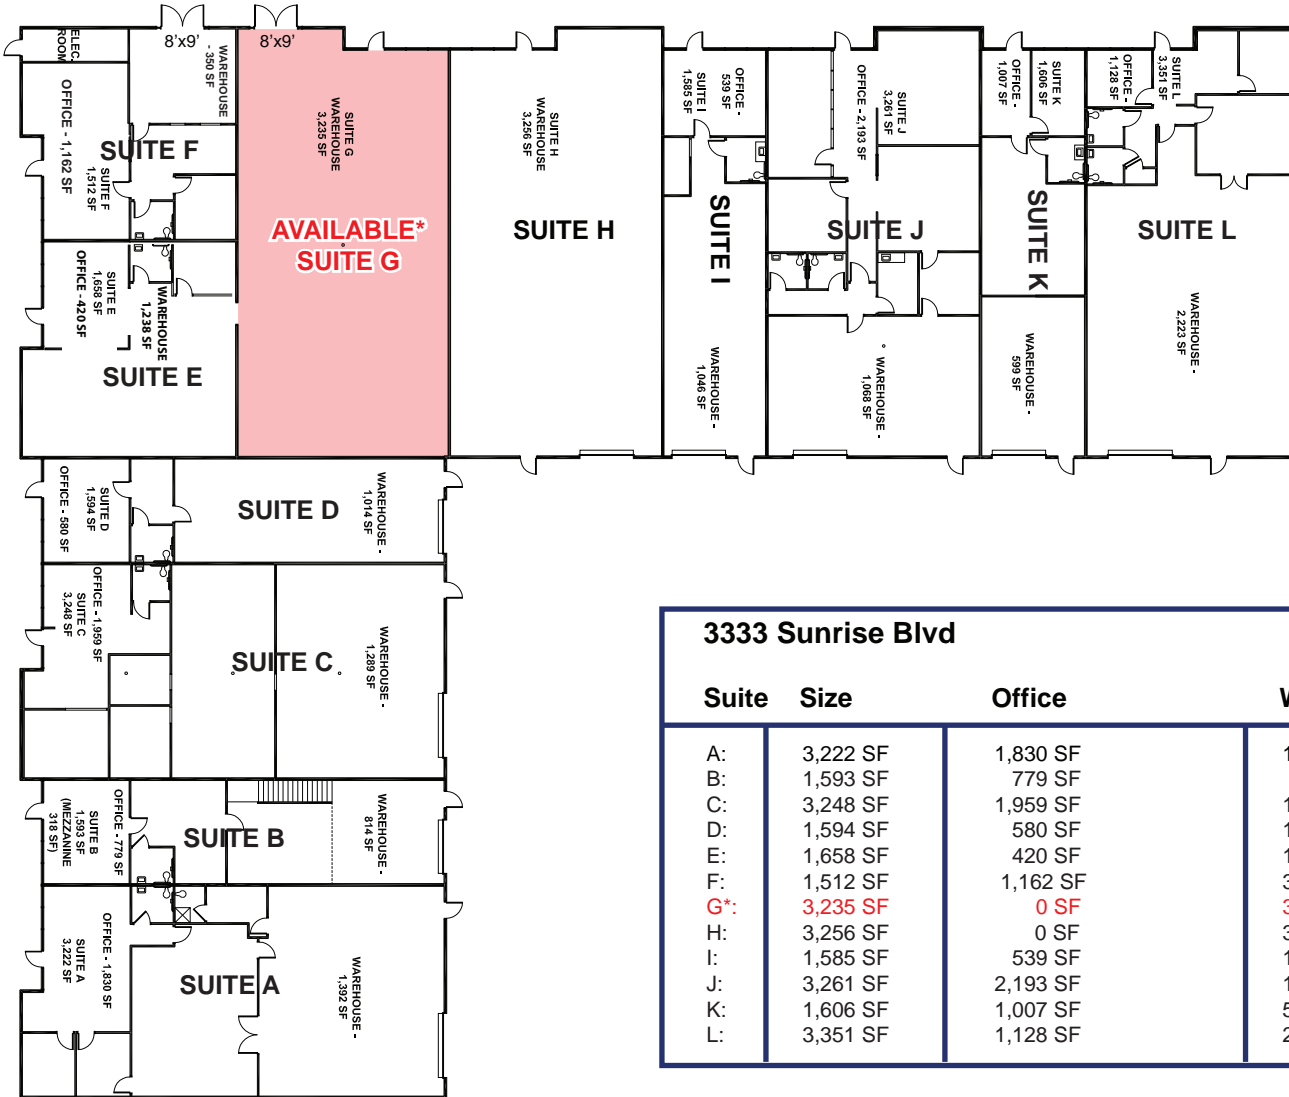 ELEC.
ROOM
8'x9'
8'x9'
WAREHOUSE
- 350 SF
OFFICE - 1,162 SF
SUITE F
SUITE F
1,512 SF
SUITE G
WAREHOUSE
3,235 SF
AVAILABLE*
SUITE G
SUITE H
WAREHOUSE
3,256 SF
SUITE H
OFFICE -
539 SF
SUITE I
1,585 SF
SUITE I
WAREHOUSE -
1,046 SF
OFFICE - 2,193 SF
SUITE J
3,261 SF
SUITE J
WAREHOUSE -
1,068 SF
SUITE K
1,606 SF
OFFICE -
1,007 SF
SUITE K
WAREHOUSE -
599 SF
SUITE L
3,351 SF
OFFICE -
1,128 SF
SUITE L
WAREHOUSE -
2,223 SF
SUITE E
1,658 SF
OFFICE - 420 SF
WAREHOUSE
1,238 SF
SUITE E
SUITE D
1,594 SF
OFFICE - 580 SF
SUITE D
WAREHOUSE -
1,014 SF
OFFICE - 1,959 SF
SUITE C
3,248 SF
SUITE C
WAREHOUSE -
1,289 SF
OFFICE - 779 SF
SUITE B
1,593 SF
(MEZZANINE
318 SF)
SUITE B
WAREHOUSE -
814 SF
OFFICE - 1,830 SF
SUITE A
3,222 SF
SUITE A
WAREHOUSE -
1,392 SF
3333 Sunrise Blvd
Suite Size Office
A: 3,222 SF 1,830 SF
B: 1,593 SF 779 SF
C: 3,248 SF 1,959 SF
D: 1,594 SF 580 SF
E: 1,658 SF 420 SF
F: 1,512 SF 1,162 SF
G*: 3,235 SF 0 SF
H: 3,256 SF 0 SF
I: 1,585 SF 539 SF
J: 3,261 SF 2,193 SF
K: 1,606 SF 1,007 SF
L: 3,351 SF 1,128 SF